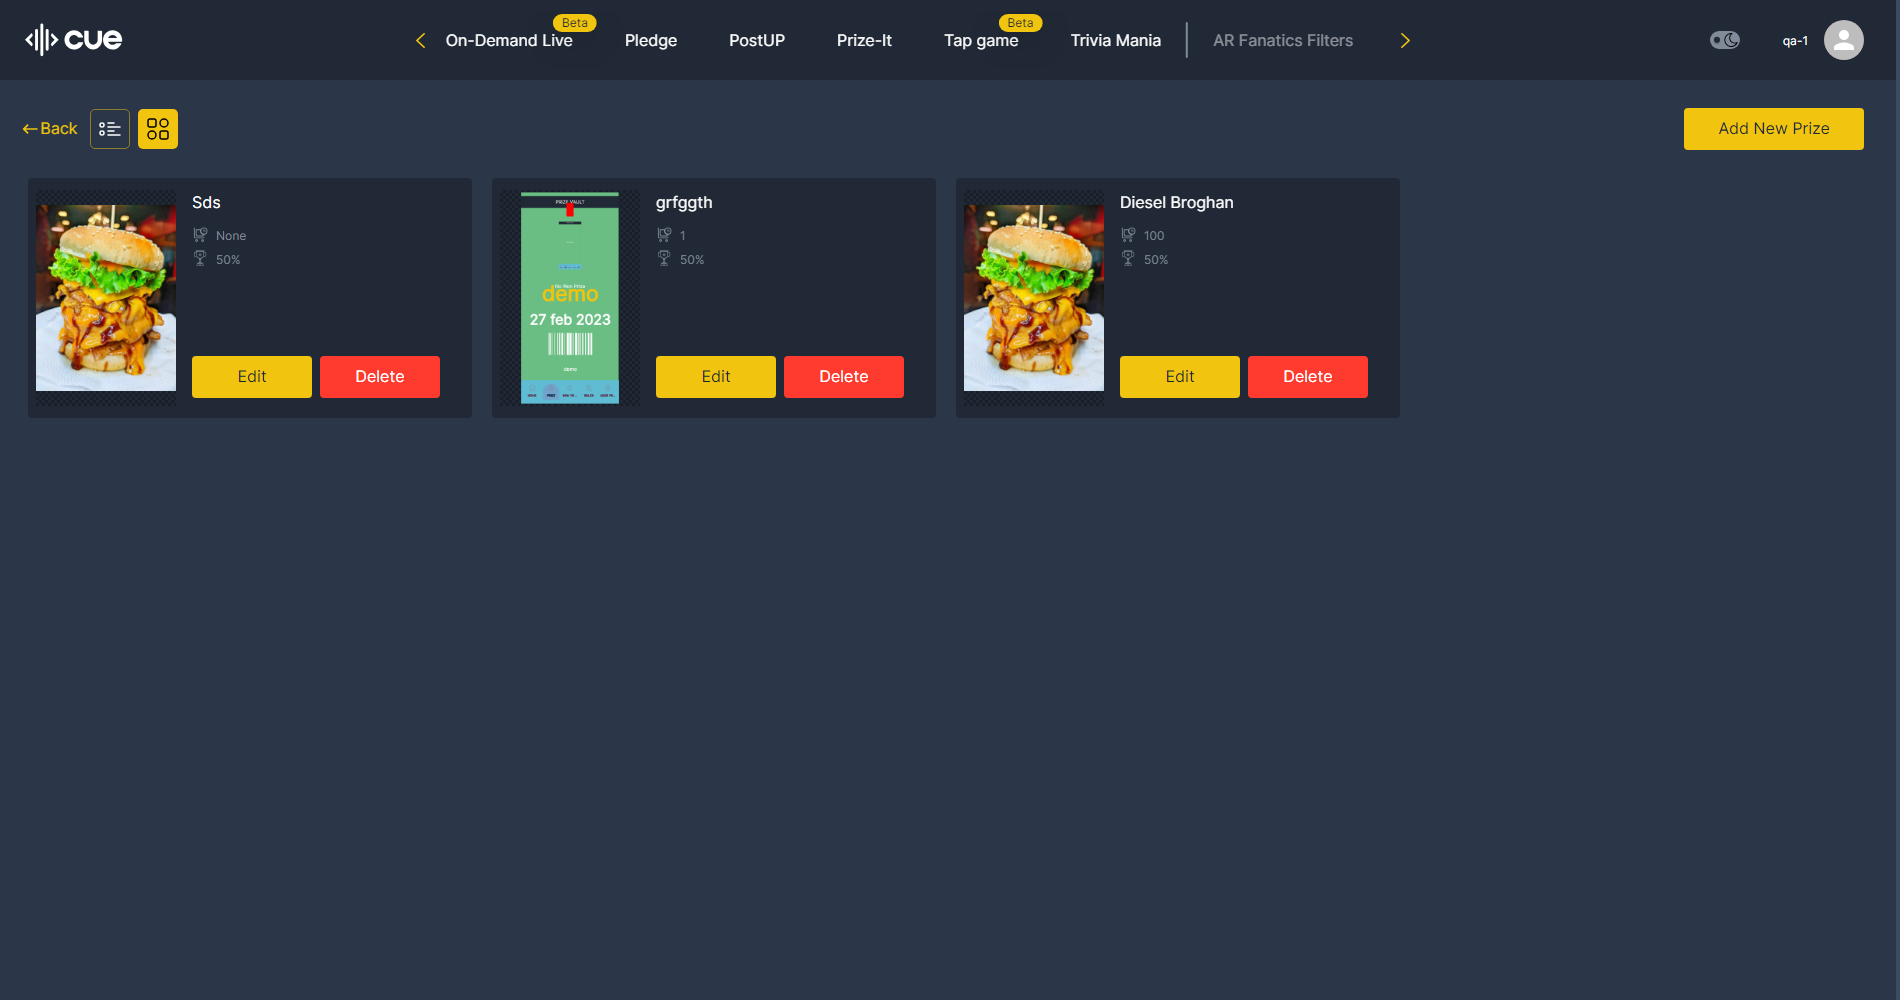 cue
On-Demand Live
Beta
Pledge
PostUP
Prize-It
Tap game
Beta
Trivia Mania
AR Fanatics Filters
qa-1
Back
Add New Prize
Sds
None
50%
Edit
Delete
PRIZE VAULT
demo
27 feb 2023
demo
grfggth
1
50%
Edit
Delete
Diesel Broghan
100
50%
Edit
Delete